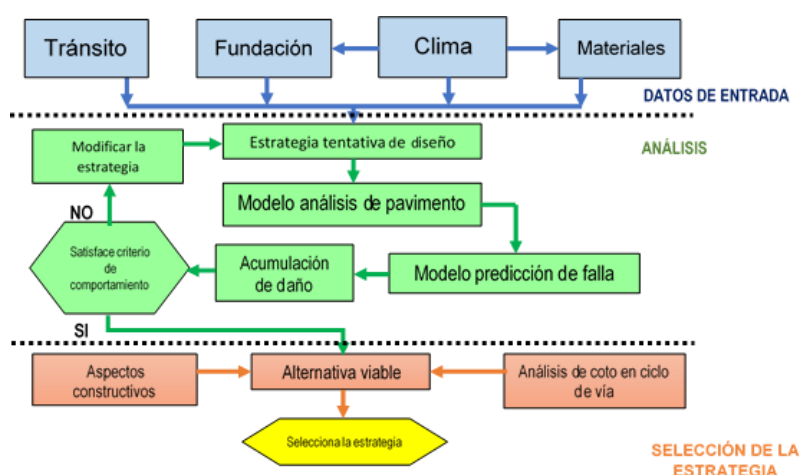 Tránsito
Fundación
Clima
Materiales
DATOS DE ENTRADA
Modificar la
estrategia
Estrategia tentativa de diseño
ANÁLISIS
Modelo análisis de pavimento
NO
Satisface criterio
de
comportamiento
Acumulación
de daño
Modelo predicción de falla
SI
Aspectos
constructivos
Alternativa viable
Análisis de coto en ciclo
de vía
Selecciona la estrategia
SELECCIÓN DE LA
ESTRATEGIA